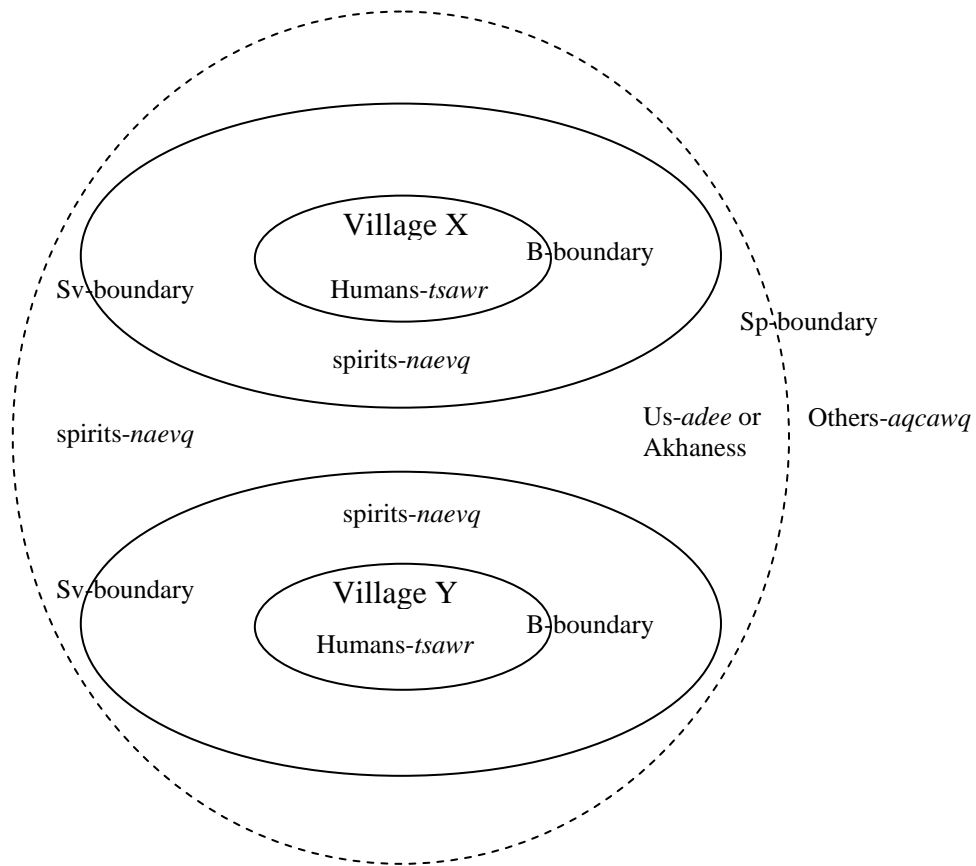 Village X
B-boundary
Humans-tsawr
Sv-boundary
Sp-boundary
spirits-naevq
Us-adee or
Akhaness
Others-aqcawq
spirits-naevq
spirits-naevq
Sv-boundary
Village Y
B-boundary
Humans-tsawr